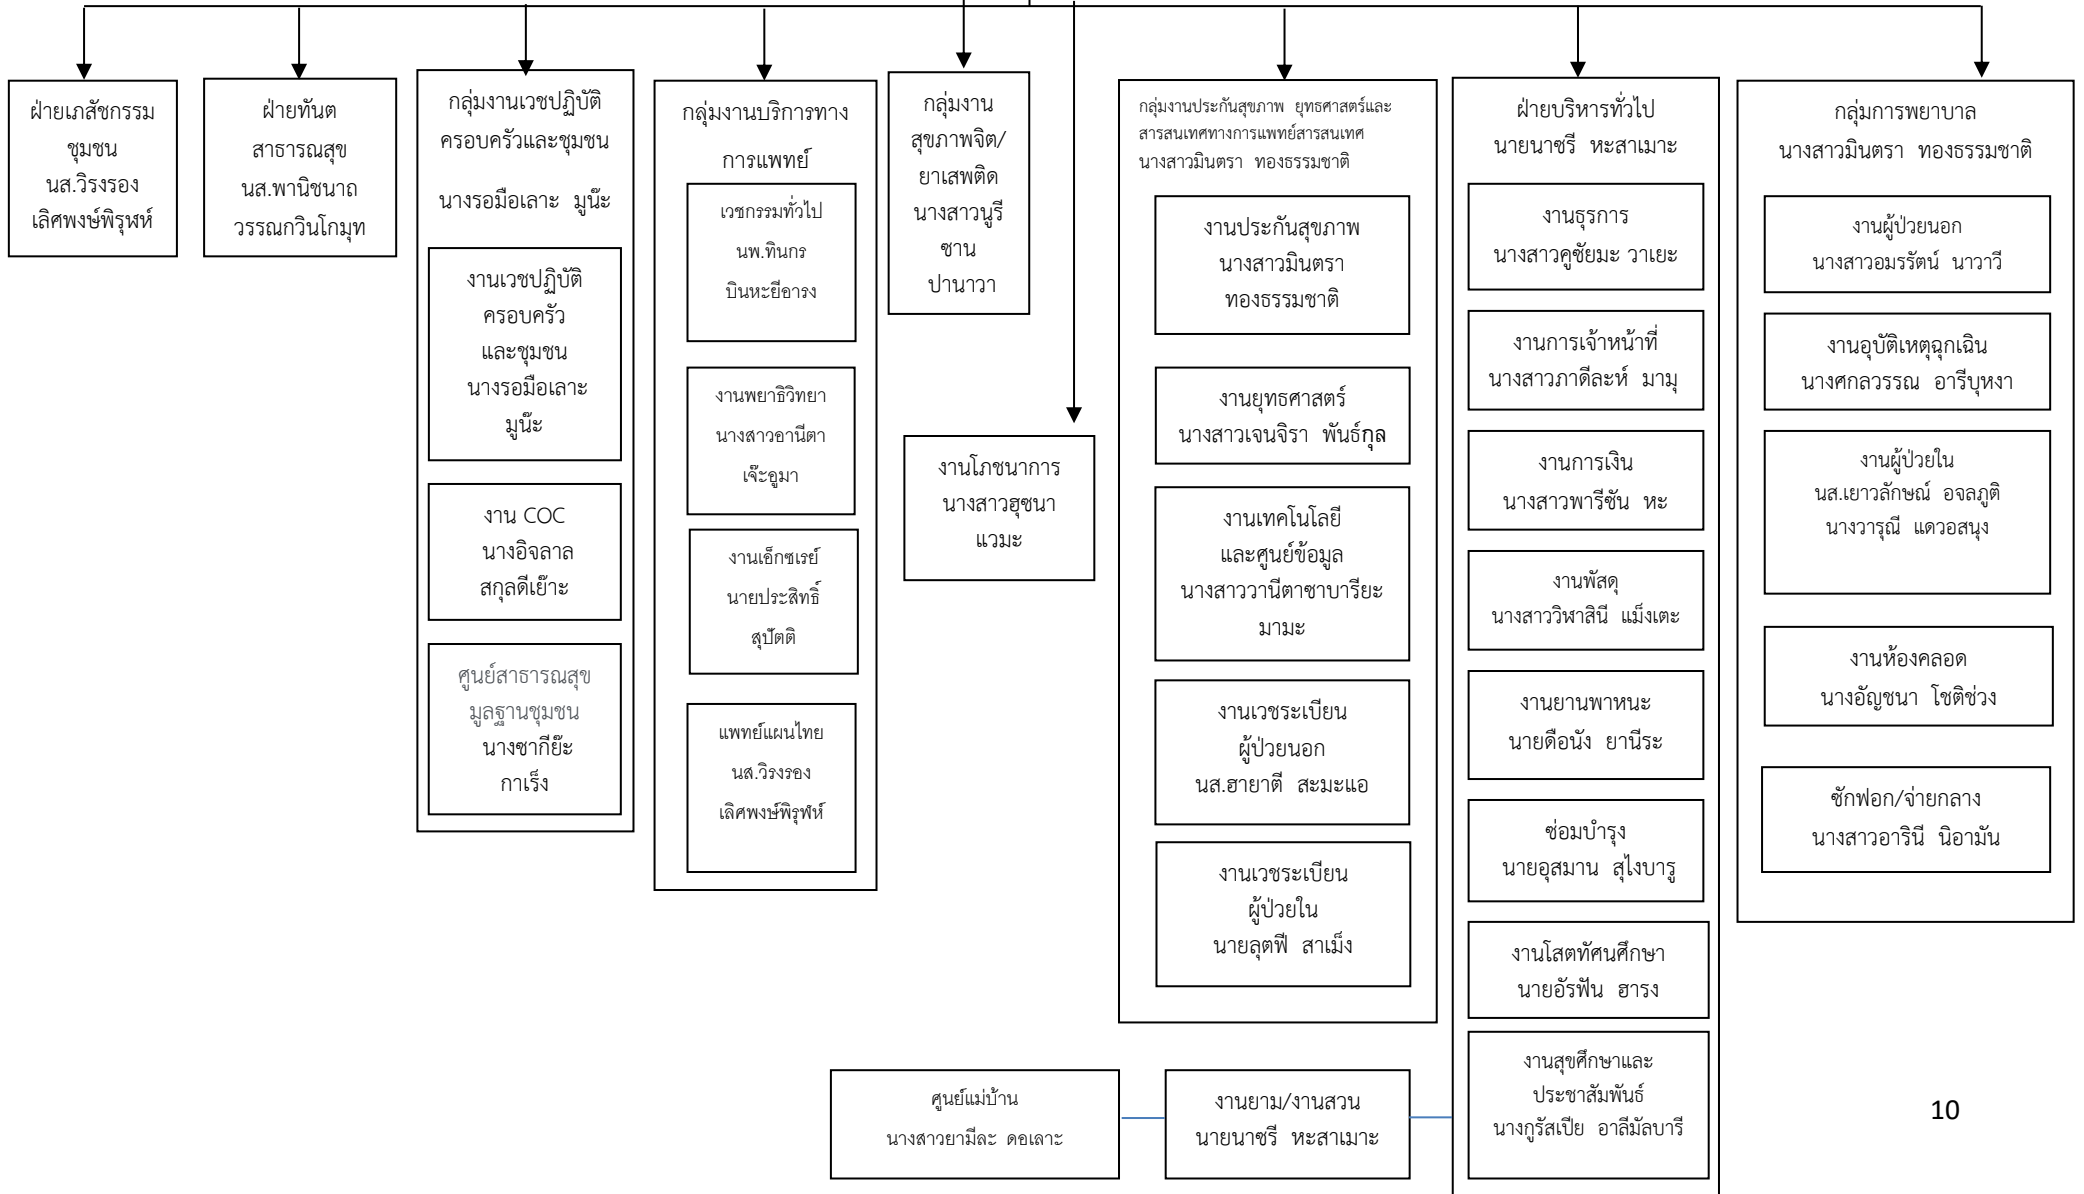 ฝ่ายเภสัชกรรม
ชุมชน
นส.วิรงรอง
เลิศพงษ์พิรุฬห์
ฝ่ายทันต
สาธารณสุข
นส.พานิชนาถ
วรรณกวินโกมุท
กลุ่มงานเวชปฏิบัติ
ครอบครัวและชุมชน
นางรอมือเลาะ มูน๊ะ
งานเวชปฏิบัติ
ครอบครัว
และชุมชน
นางรอมือเลาะ
มูน๊ะ
งาน COC
นางอิจลาล
สกุลดีเย๊าะ
ศูนย์สาธารณสุข
มูลฐานชุมชน
นางซากีย๊ะ
กาเร็ง
กลุ่มงานบริการทาง
การแพทย์
เวชกรรมทั่วไป
นพ.ทินกร
บินหะยีอารง
งานพยาธิวิทยา
นางสาวอานีตา
เจ๊ะอูมา
งานเอ็กซเรย์
นายประสิทธิ์
สุปัตติ
แพทย์แผนไทย
นส.วิรงรอง
เลิศพงษ์พิรุฬห์
กลุ่มงาน
สุขภาพจิต/
ยาเสพติด
นางสาวนูรี
ซาน
ปานาวา
งานโภชนาการ
นางสาวฮุซนา
แวมะ
กลุ่มงานประกันสุขภาพ ยุทธศาสตร์และ
สารสนเทศทางการแพทย์สารสนเทศ
นางสาวมินตรา ทองธรรมชาติ
งานประกันสุขภาพ
นางสาวมินตรา
ทองธรรมชาติ
งานยุทธศาสตร์
นางสาวเจนจิรา พันธ์กุล
งานเทคโนโลยี
และศูนย์ข้อมูล
นางสาววานีตาซาบารียะ
มามะ
งานเวชระเบียน
ผู้ป่วยนอก
นส.ฮายาตี สะมะแอ
งานเวชระเบียน
ผู้ป่วยใน
นายลุตฟี สาเม็ง
ฝ่ายบริหารทั่วไป
นายนาซรี หะสาเมาะ
งานธุรการ
นางสาวคูซัยมะ วาเยะ
งานการเจ้าหน้าที่
นางสาวภาดีละห์ มามุ
งานการเงิน
นางสาวพารีซัน หะ
งานพัสดุ
นางสาววิฬาสินี แม็งเตะ
งานยานพาหนะ
นายดือนัง ยานีระ
ซ่อมบำรุง
นายอุสมาน สุไงบารู
งานโสตทัศนศึกษา
นายอัรฟัน ฮารง
งานสุขศึกษาและ
ประชาสัมพันธ์
นางกูรัสเปีย อาลีมัลบารี
งานยาม/งานสวน
นายนาซรี หะสาเมาะ
ศูนย์แม่บ้าน
นางสาวยามีละ ดอเลาะ
กลุ่มการพยาบาล
นางสาวมินตรา ทองธรรมชาติ
งานผู้ป่วยนอก
นางสาวอมรรัตน์ นาวาวี
งานอุบัติเหตุฉุกเฉิน
นางศกลวรรณ อารีบุหงา
งานผู้ป่วยใน
นส.เยาวลักษณ์ อจลภูติ
นางวารุณี แดวอสนุง
งานห้องคลอด
นางอัญชนา โชติช่วง
ซักฟอก/จ่ายกลาง
นางสาวอารินี นิอามัน
10